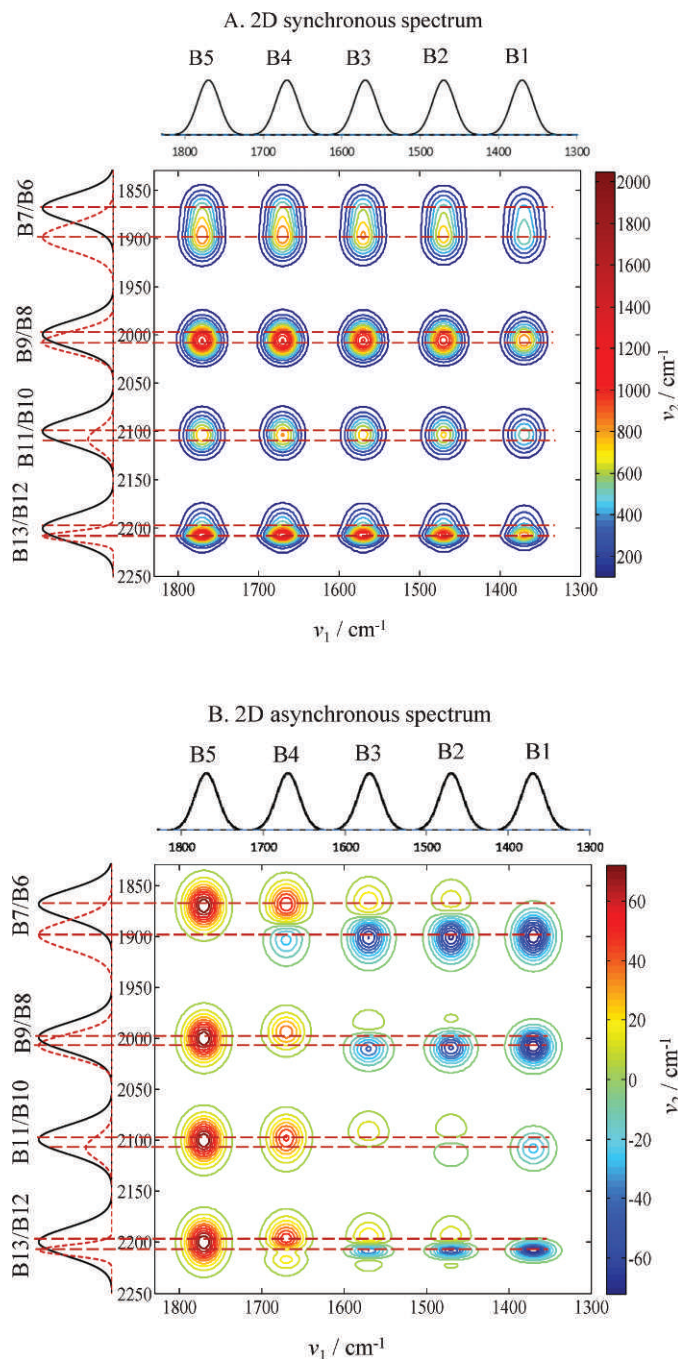 A. 2D synchronous spectrum
B5 B4 B3 B2 B1
1800 1700 1600 1500 1400 1300
B7/B6
B9/B8
B11/B10
B13/B12
1850
1900
1950
2000
2050
2100
2150
2200
2250
1800 1700 1600 1500 1400 1300
v1 / cm-1
2000
1800
1600
1400
1200
1000
800
600
400
200
v2 / cm-1
B. 2D asynchronous spectrum
B5 B4 B3 B2 B1
1800 1700 1600 1500 1400 1300
B7/B6
B9/B8
B11/B10
B13/B12
1850
1900
1950
2000
2050
2100
2150
2200
2250
1800 1700 1600 1500 1400 1300
v1 / cm-1
60
40
20
0
-20
-40
-60
v2 / cm-1